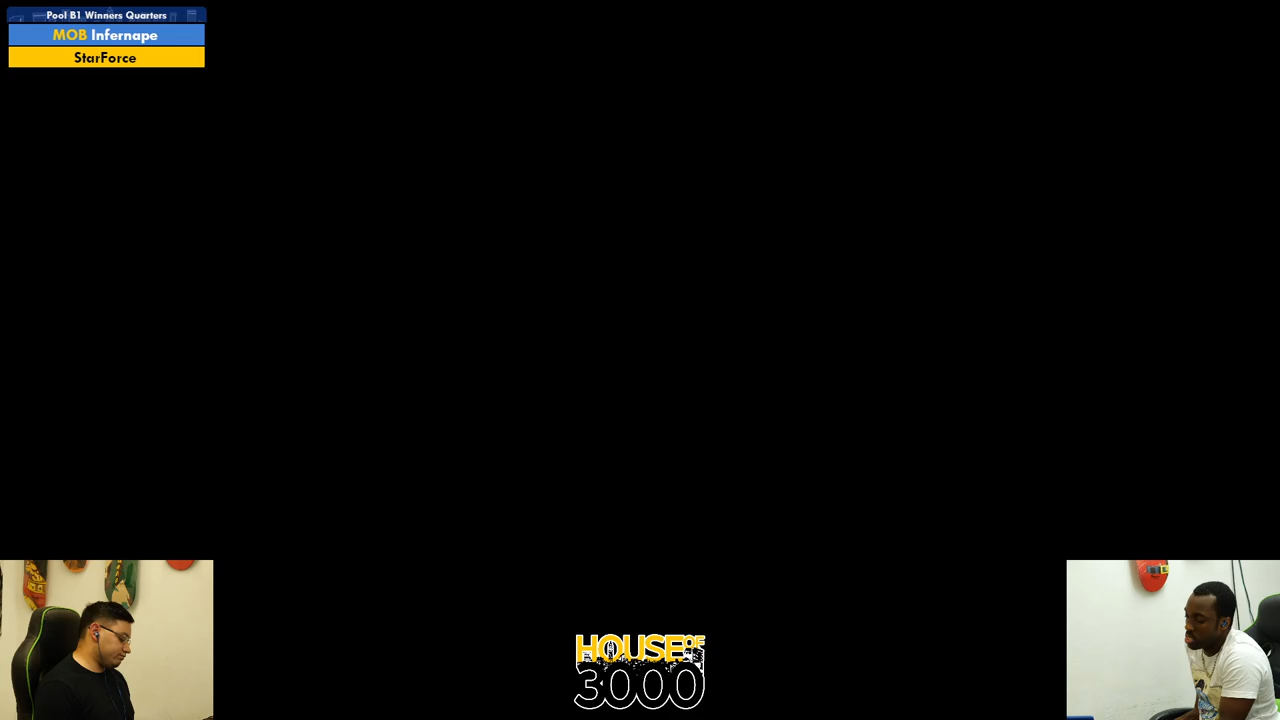 Pool B1 Winners Quarters
MOB Infernape
StarForce
HOUSE OF
3000